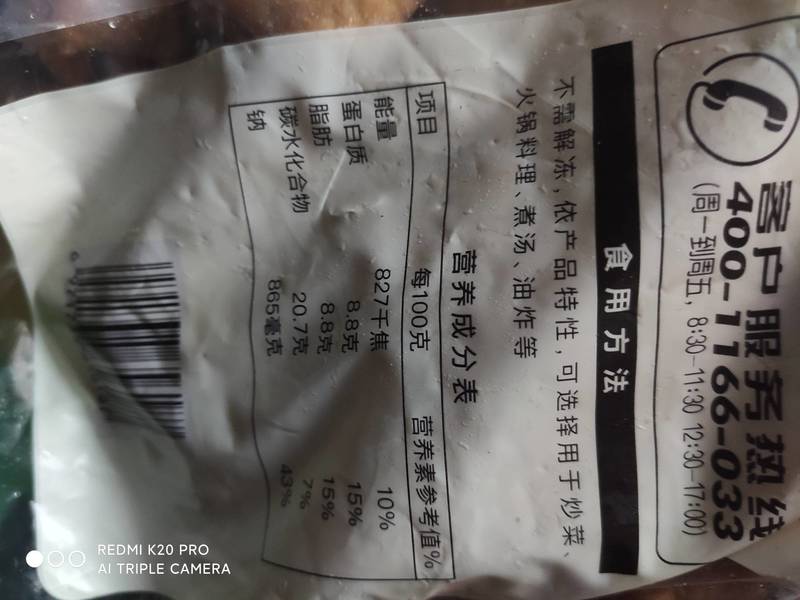 客户服务热线
400-1166-033
(周一到周五, 8:30-11:30 12:30-17:00)
食用方法
不需解冻,依产品特性,可选择用于炒菜、
火锅料理、煮汤、油炸等
营养成分表
项目 每100克 营养素参考值%
能量 827千焦 10%
蛋白质 8.8克 15%
脂肪 8.8克 15%
碳水化合物 20.7克 7%
钠 865毫克 43%
REDMI K20 PRO
AI TRIPLE CAMERA